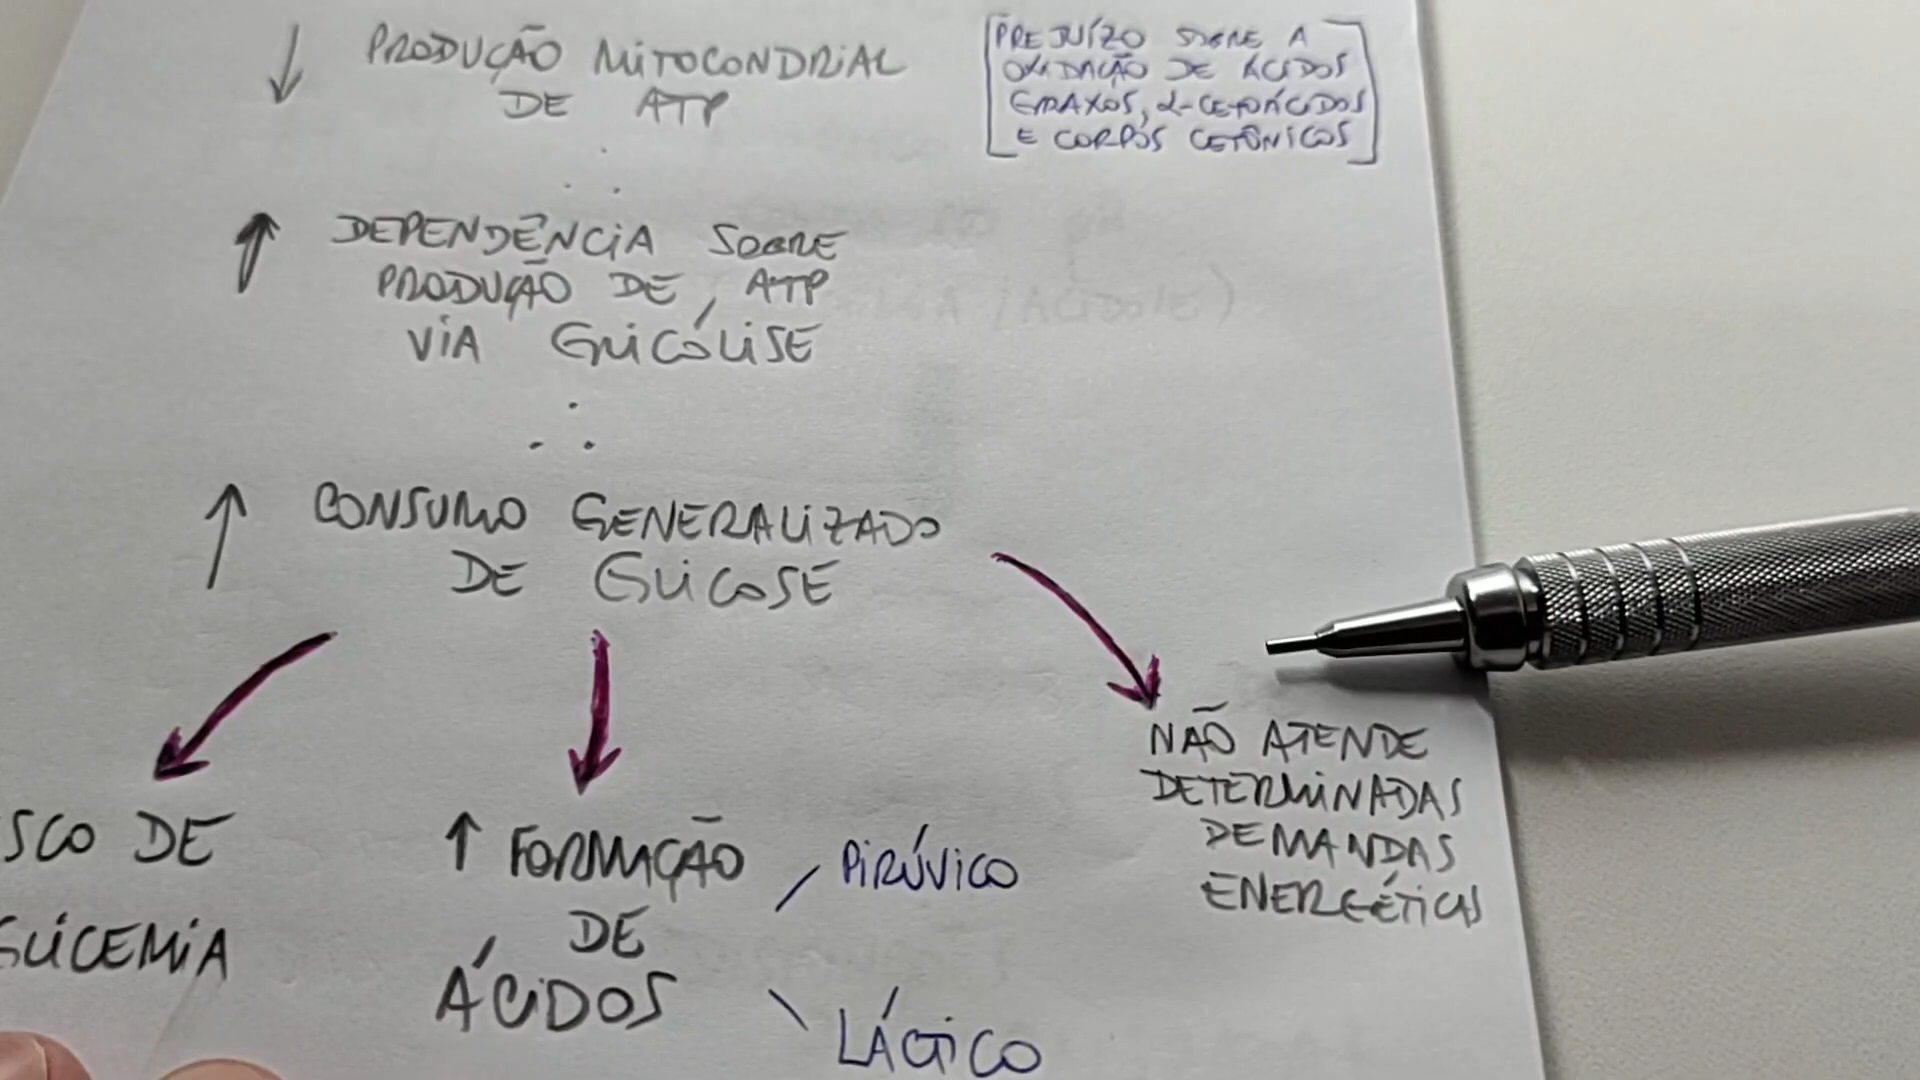 ↓ PRODUÇÃO MITOCONDRIAL
DE ATP
[PREJUÍZO SOBRE A
OXIDAÇÃO DE ÁCIDOS
GRAXOS, α-CETOÁCIDOS
E CORPOS CETÔNICOS]
∴
↑ DEPENDÊNCIA SOBRE
PRODUÇÃO DE ATP
VIA GLICÓLISE
∴
↑ CONSUMO GENERALIZADO
DE GLICOSE
SCO DE
GLICEMIA
↑ FORMAÇÃO
DE
ÁCIDOS
PIRÚVICO
LÁCTICO
NÃO ATENDE
DETERMINADAS
DEMANDAS
ENERGÉTICAS